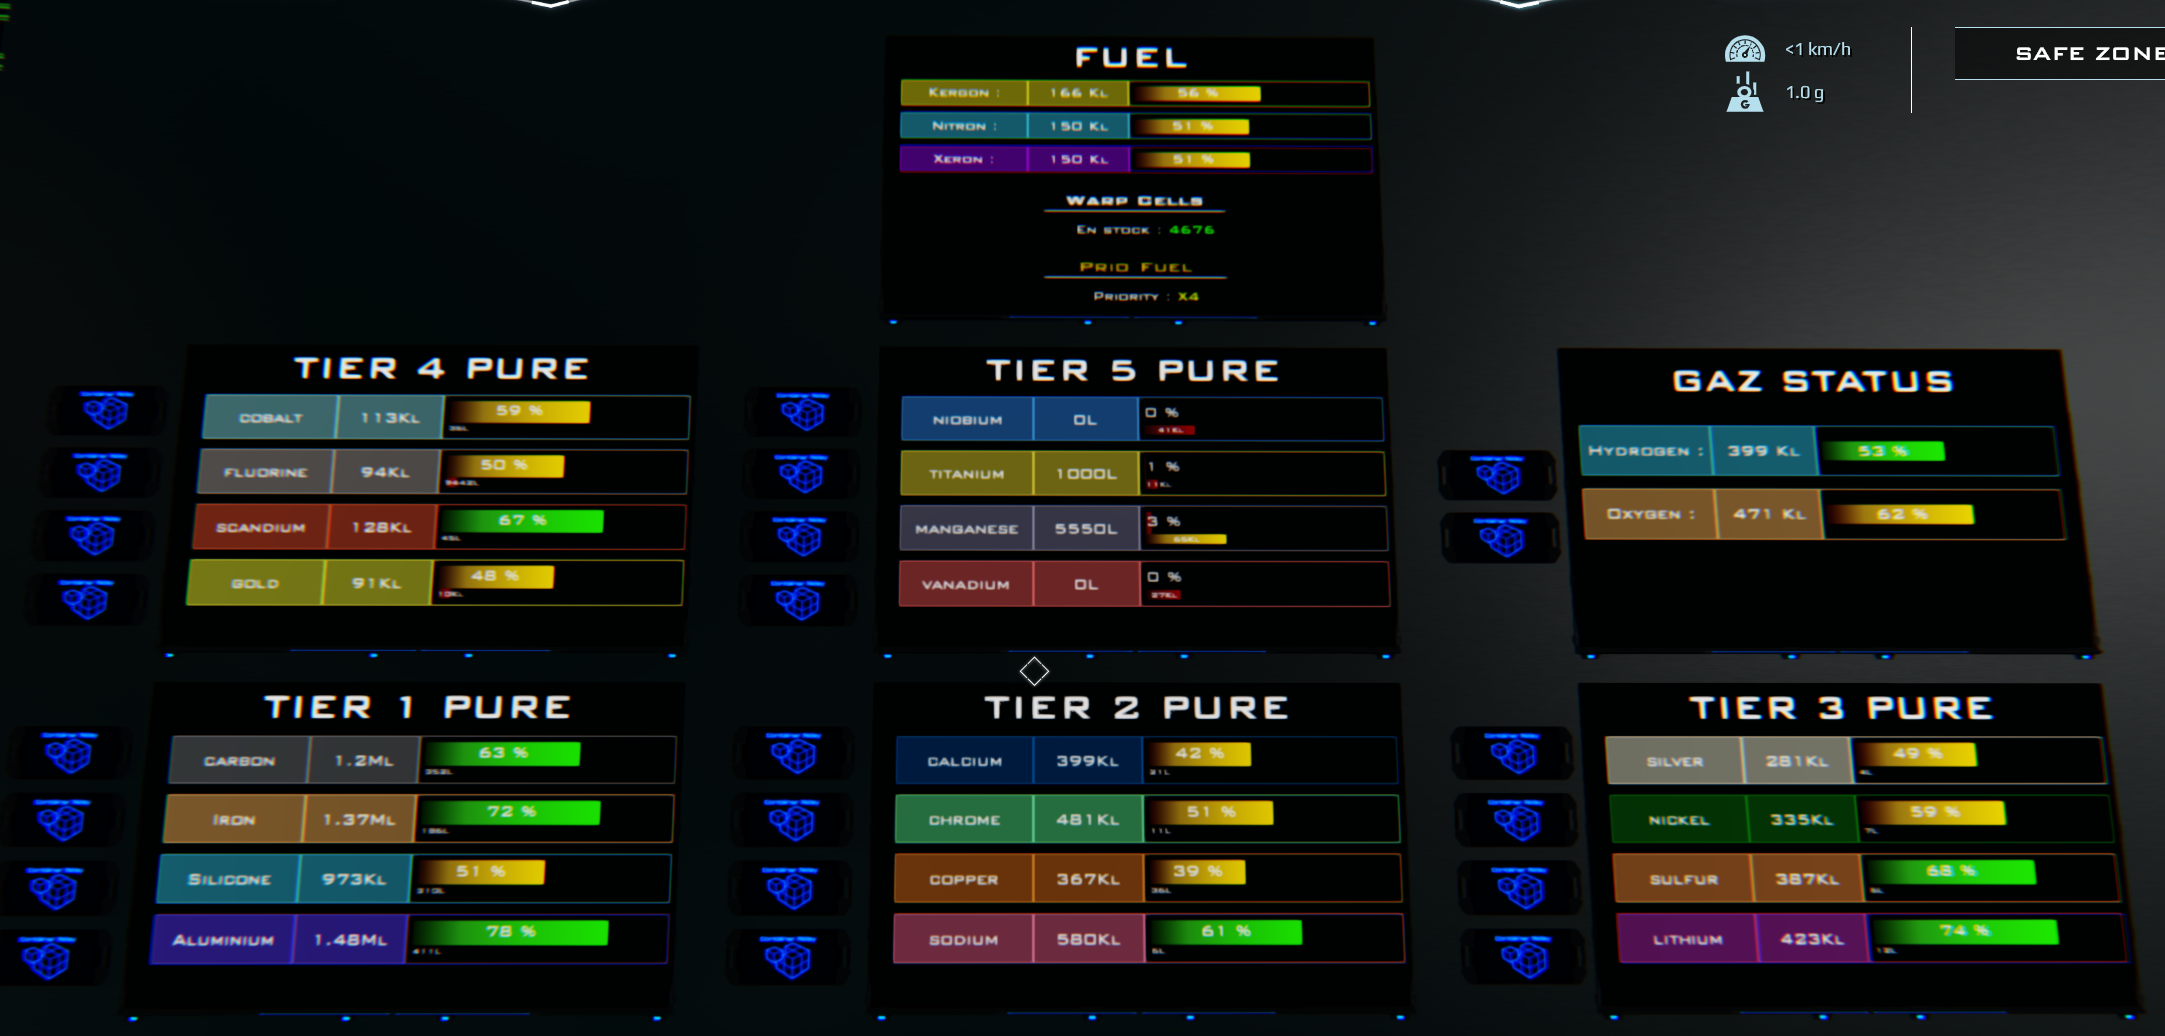 FUEL
KERGON : 166 KL 56 %
NITRON : 150 KL 51 %
XERON : 150 KL 51 %
WARP CELLS
EN STOCK : 4676
PRIO FUEL
PRIORITY : X4
<1 km/h
1.0 g
G
SAFE ZONE
TIER 4 PURE
COBALT 113KL 59 %
FLUORINE 94KL 50 %
SCANDIUM 128KL 67 %
GOLD 91KL 48 %
TIER 5 PURE
NIOBIUM 0L 0 %
41KL
TITANIUM 1000L 1 %
11KL
MANGANESE 5550L 3 %
VANADIUM 0L 0 %
27KL
GAZ STATUS
HYDROGEN : 399 KL 53 %
OXYGEN : 471 KL 62 %
TIER 1 PURE
CARBON 1.2ML 63 %
352L
IRON 1.37ML 72 %
SILICONE 973KL 51 %
ALUMINIUM 1.48ML 78 %
411L
TIER 2 PURE
CALCIUM 399KL 42 %
CHROME 481KL 51 %
11L
COPPER 367KL 39 %
SODIUM 580KL 61 %
TIER 3 PURE
SILVER 281KL 49 %
NICKEL 335KL 59 %
SULFUR 387KL 68 %
LITHIUM 423KL 74 %